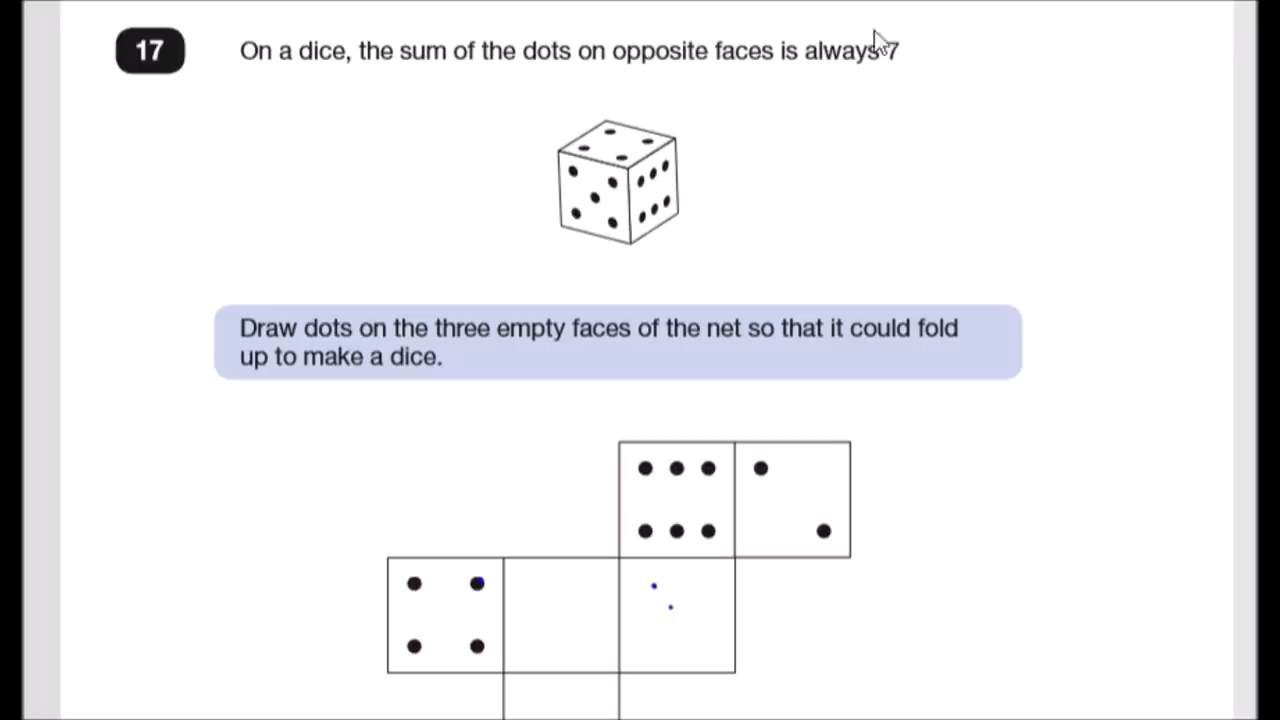 17
On a dice, the sum of the dots on opposite faces is always 7
Draw dots on the three empty faces of the net so that it could fold
up to make a dice.